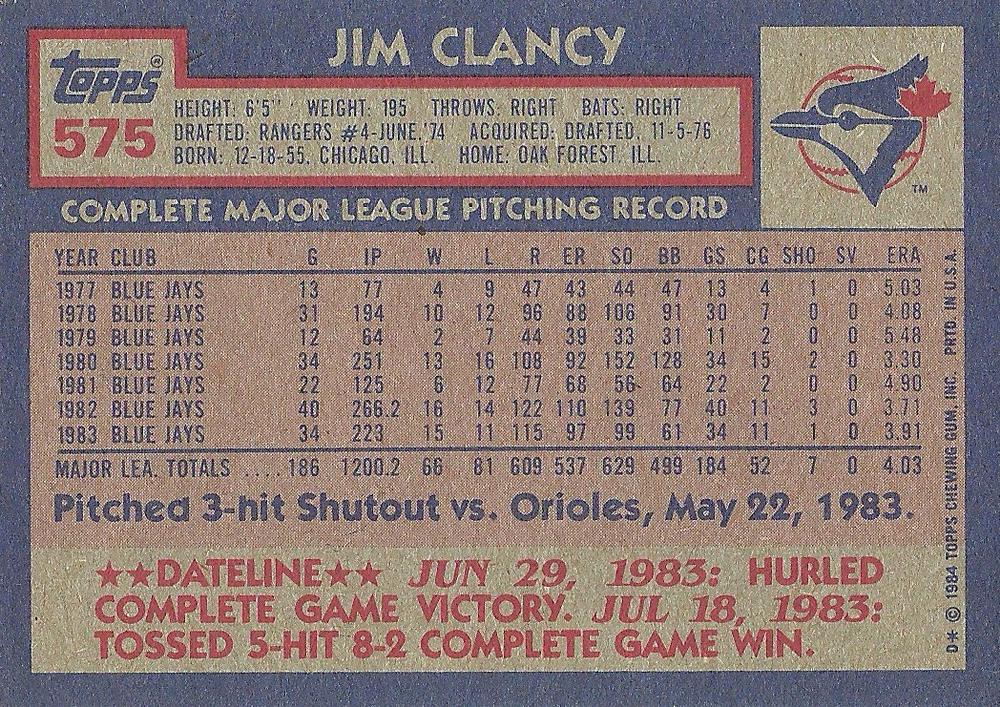 JIM CLANCY
TOPPS®
575
HEIGHT: 6'5" WEIGHT: 195 THROWS: RIGHT BATS: RIGHT
DRAFTED: RANGERS #4-JUNE,'74 ACQUIRED: DRAFTED, 11-5-76
BORN: 12-18-55, CHICAGO, ILL. HOME: OAK FOREST, ILL.
TM
COMPLETE MAJOR LEAGUE PITCHING RECORD
YEAR CLUB G IP W L R ER SO BB GS CG SHO SV ERA
1977 BLUE JAYS 13 77 4 9 47 43 44 47 13 4 1 0 5.03
1978 BLUE JAYS 31 194 10 12 96 88 106 91 30 7 0 0 4.08
1979 BLUE JAYS 12 64 2 7 44 39 33 31 11 2 0 0 5.48
1980 BLUE JAYS 34 251 13 16 108 92 152 128 34 15 2 0 3.30
1981 BLUE JAYS 22 125 6 12 77 68 56 64 22 2 0 0 4.90
1982 BLUE JAYS 40 266.2 16 14 122 110 139 77 40 11 3 0 3.71
1983 BLUE JAYS 34 223 15 11 115 97 99 61 34 11 1 0 3.91
MAJOR LEA. TOTALS .... 186 1200.2 66 81 609 537 629 499 184 52 7 0 4.03
Pitched 3-hit Shutout vs. Orioles, May 22, 1983.
★★DATELINE★★ JUN 29, 1983: HURLED
COMPLETE GAME VICTORY. JUL 18, 1983:
TOSSED 5-HIT 8-2 COMPLETE GAME WIN.
D* © 1984 TOPPS CHEWING GUM, INC. PRTD. IN U.S.A.